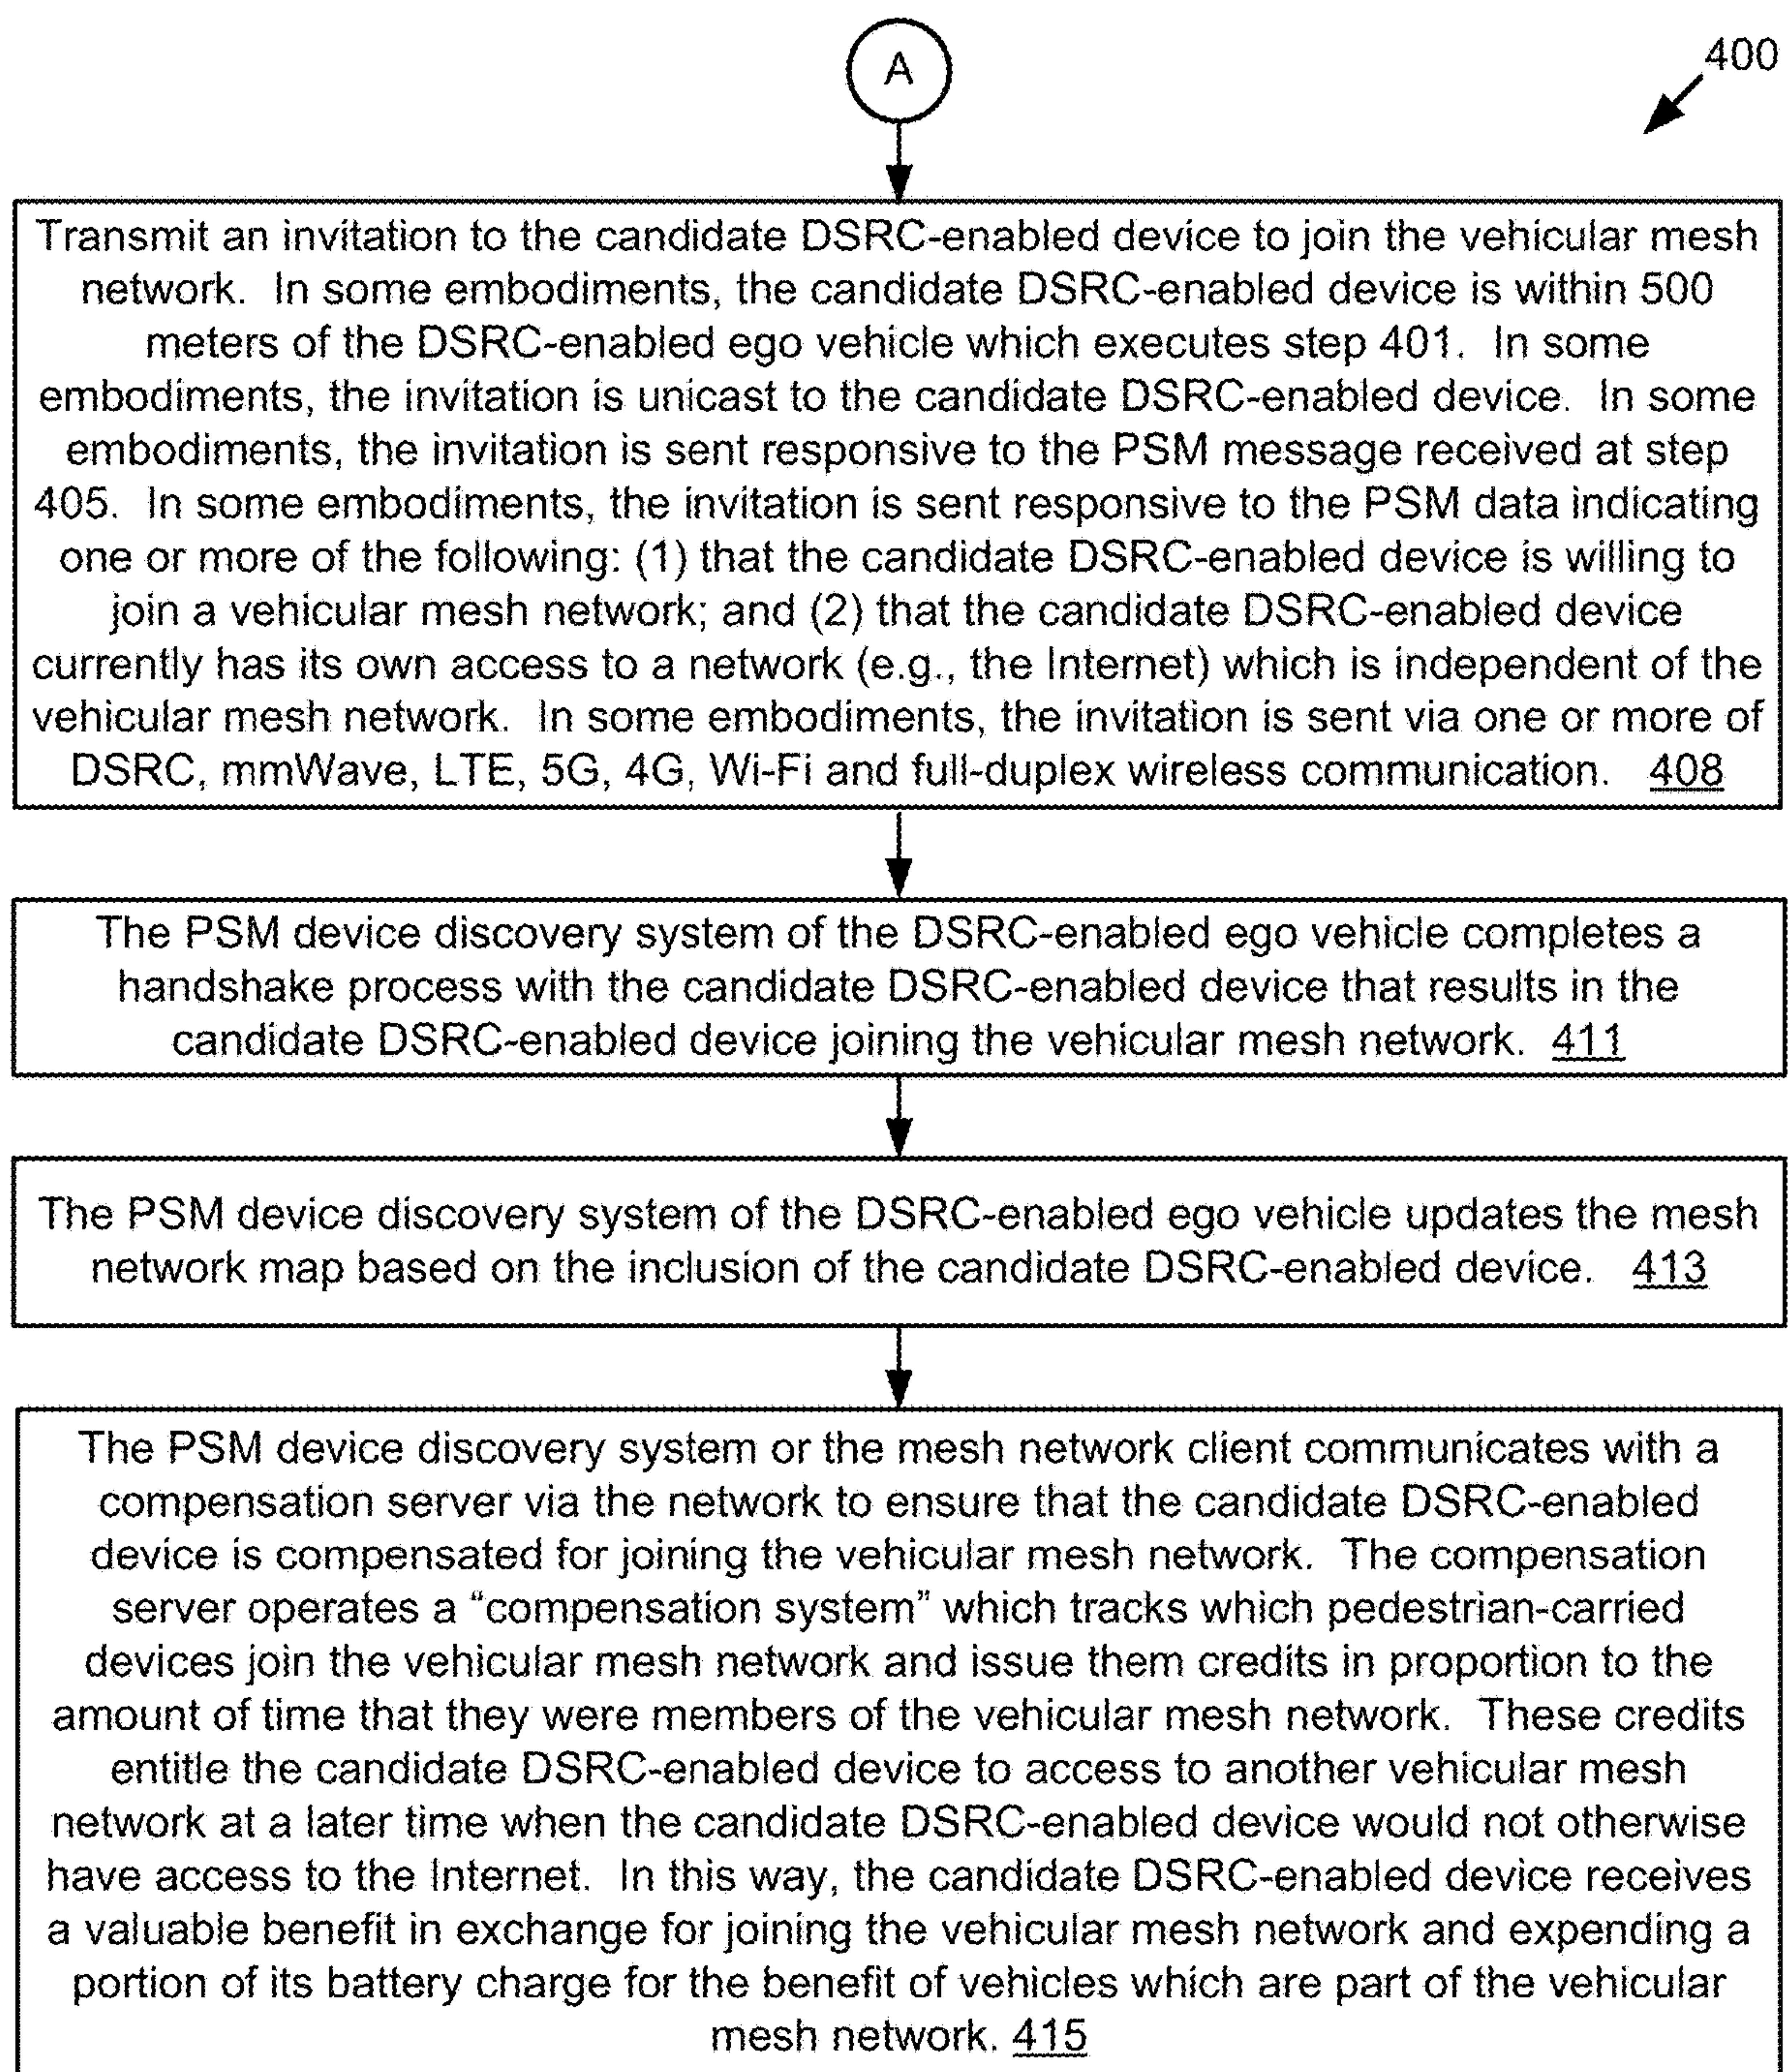 A
400
Transmit an invitation to the candidate DSRC-enabled device to join the vehicular mesh
network. In some embodiments, the candidate DSRC-enabled device is within 500
meters of the DSRC-enabled ego vehicle which executes step 401. In some
embodiments, the invitation is unicast to the candidate DSRC-enabled device. In some
embodiments, the invitation is sent responsive to the PSM message received at step
405. In some embodiments, the invitation is sent responsive to the PSM data indicating
one or more of the following: (1) that the candidate DSRC-enabled device is willing to
join a vehicular mesh network; and (2) that the candidate DSRC-enabled device
currently has its own access to a network (e.g., the Internet) which is independent of the
vehicular mesh network. In some embodiments, the invitation is sent via one or more of
DSRC, mmWave, LTE, 5G, 4G, Wi-Fi and full-duplex wireless communication. 408
The PSM device discovery system of the DSRC-enabled ego vehicle completes a
handshake process with the candidate DSRC-enabled device that results in the
candidate DSRC-enabled device joining the vehicular mesh network. 411
The PSM device discovery system of the DSRC-enabled ego vehicle updates the mesh
network map based on the inclusion of the candidate DSRC-enabled device. 413
The PSM device discovery system or the mesh network client communicates with a
compensation server via the network to ensure that the candidate DSRC-enabled
device is compensated for joining the vehicular mesh network. The compensation
server operates a “compensation system” which tracks which pedestrian-carried
devices join the vehicular mesh network and issue them credits in proportion to the
amount of time that they were members of the vehicular mesh network. These credits
entitle the candidate DSRC-enabled device to access to another vehicular mesh
network at a later time when the candidate DSRC-enabled device would not otherwise
have access to the Internet. In this way, the candidate DSRC-enabled device receives
a valuable benefit in exchange for joining the vehicular mesh network and expending a
portion of its battery charge for the benefit of vehicles which are part of the vehicular
mesh network. 415